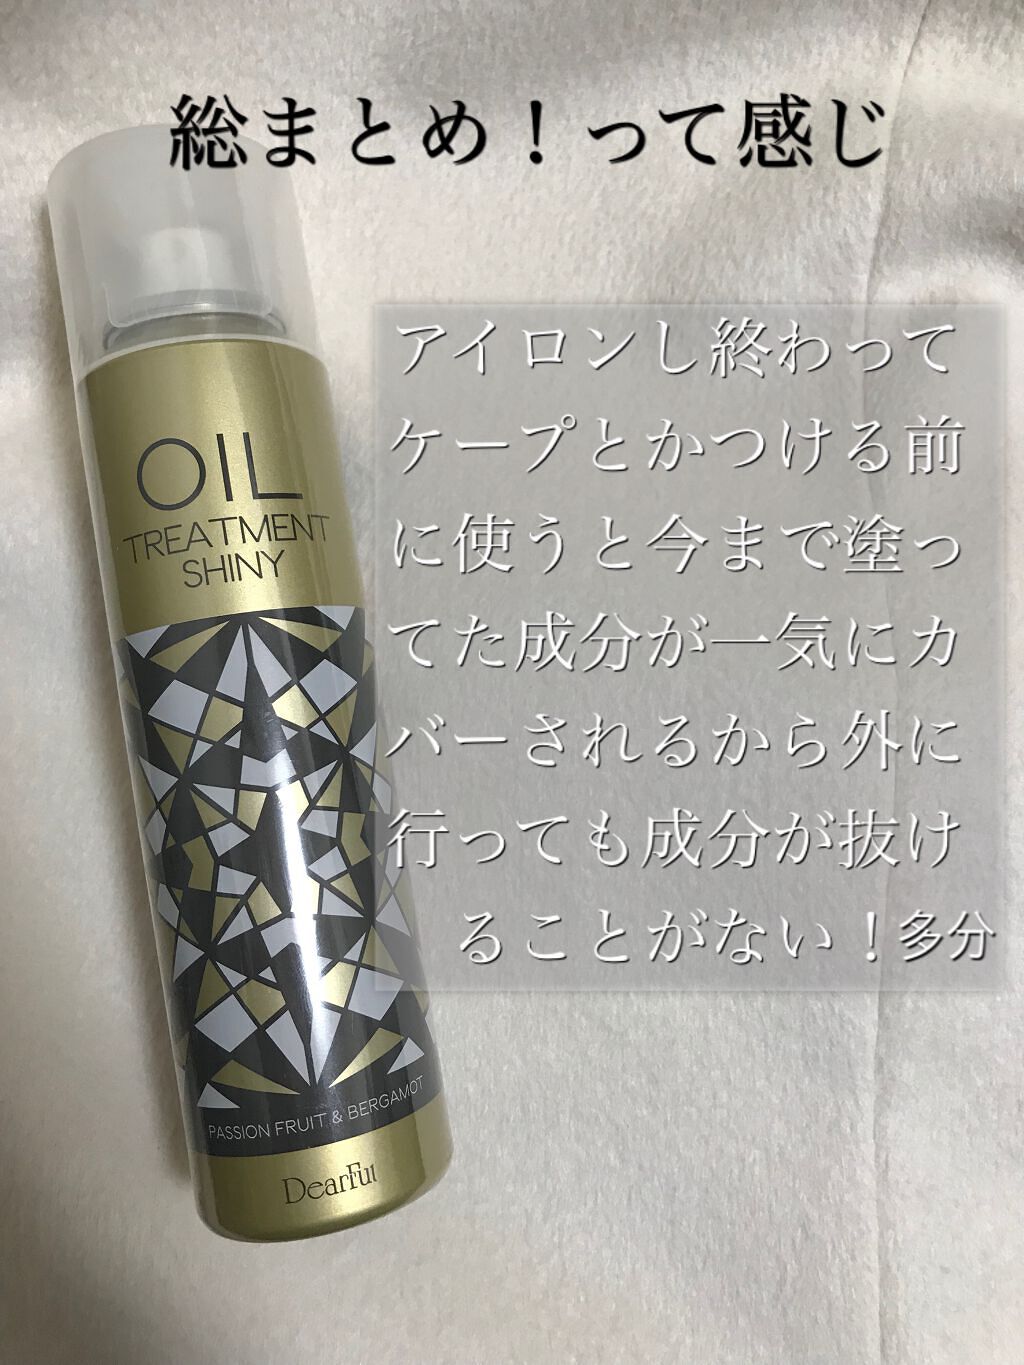 総まとめ！って感じ
アイロンし終わって
ケープとかつける前
に使うと今まで塗っ
てた成分が一気にカ
バーされるから外に
行っても成分が抜け
ることがない！多分
OIL
TREATMENT
SHINY
PASSION FRUIT & BERGAMOT
DearFul